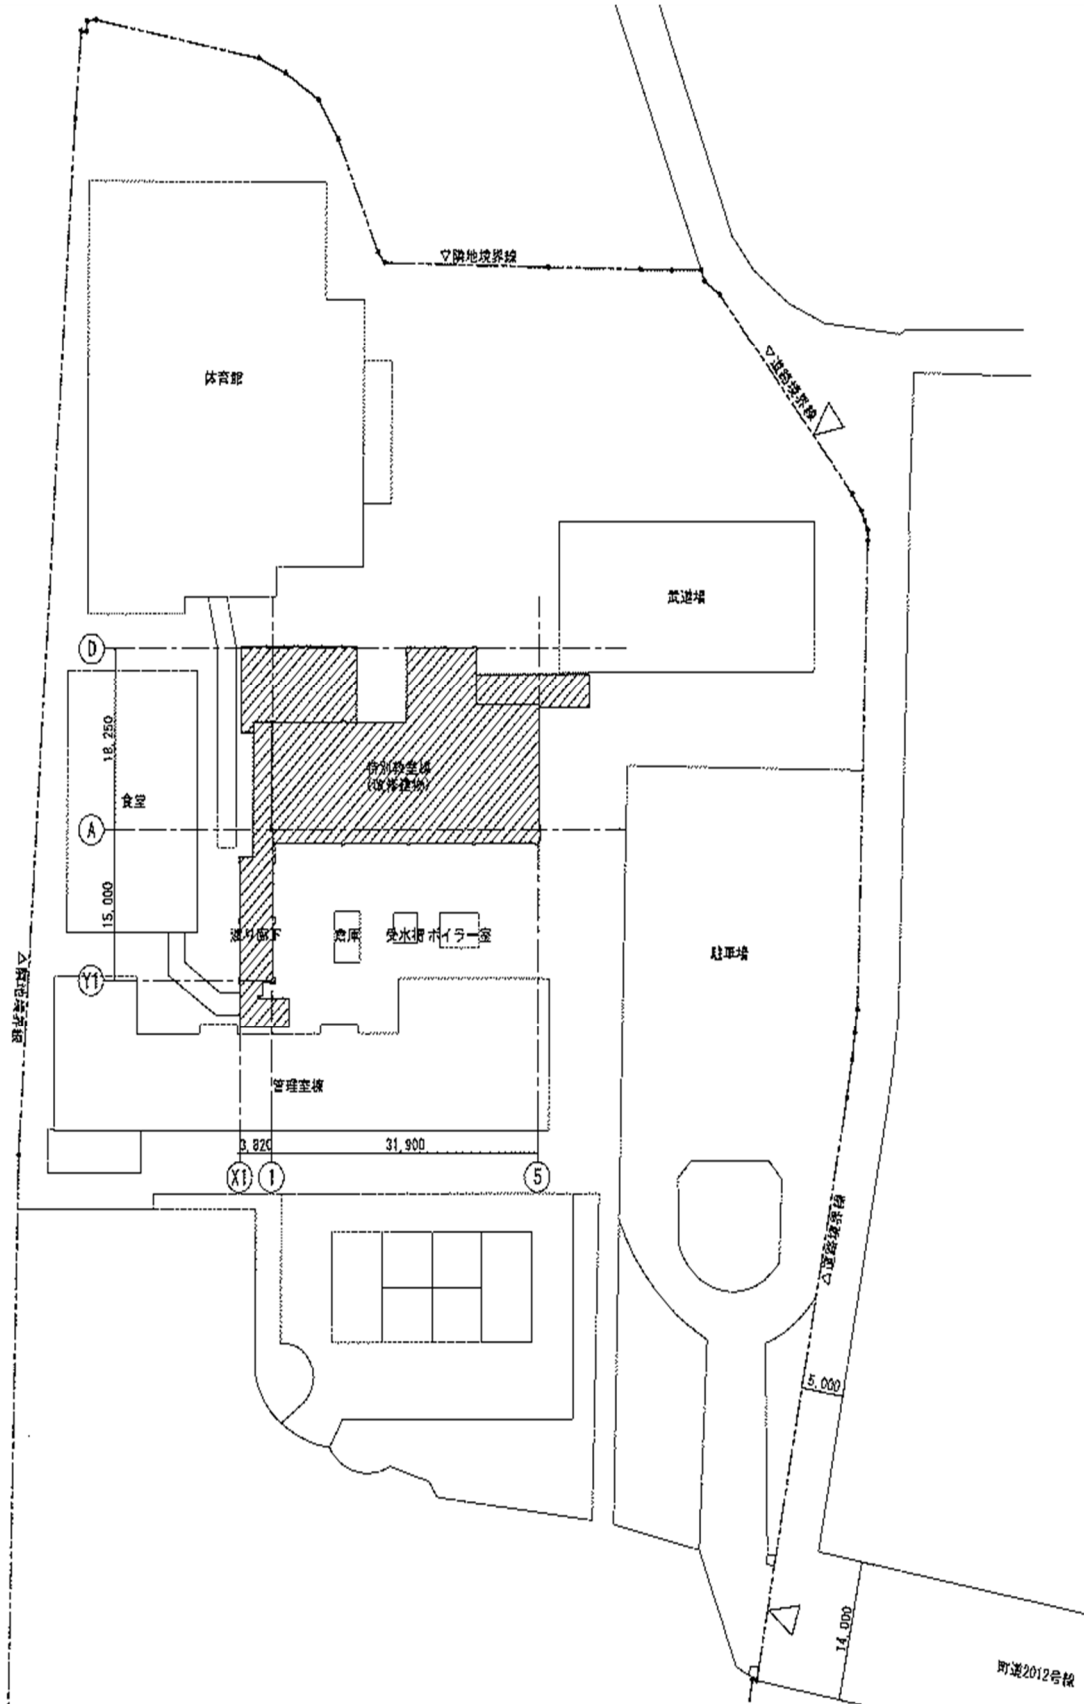 ▽隣地境界線
▽道路境界線
体育館
武道場
D
18,250
特別教室棟
(改修建物)
食堂
A
15,000
渡り廊下
倉庫
受水槽
ボイラー室
駐車場
△隣地境界線
Y1
管理室棟
3,820
31,900
X1
1
5
△道路境界線
5,000
14,000
町道2012号線